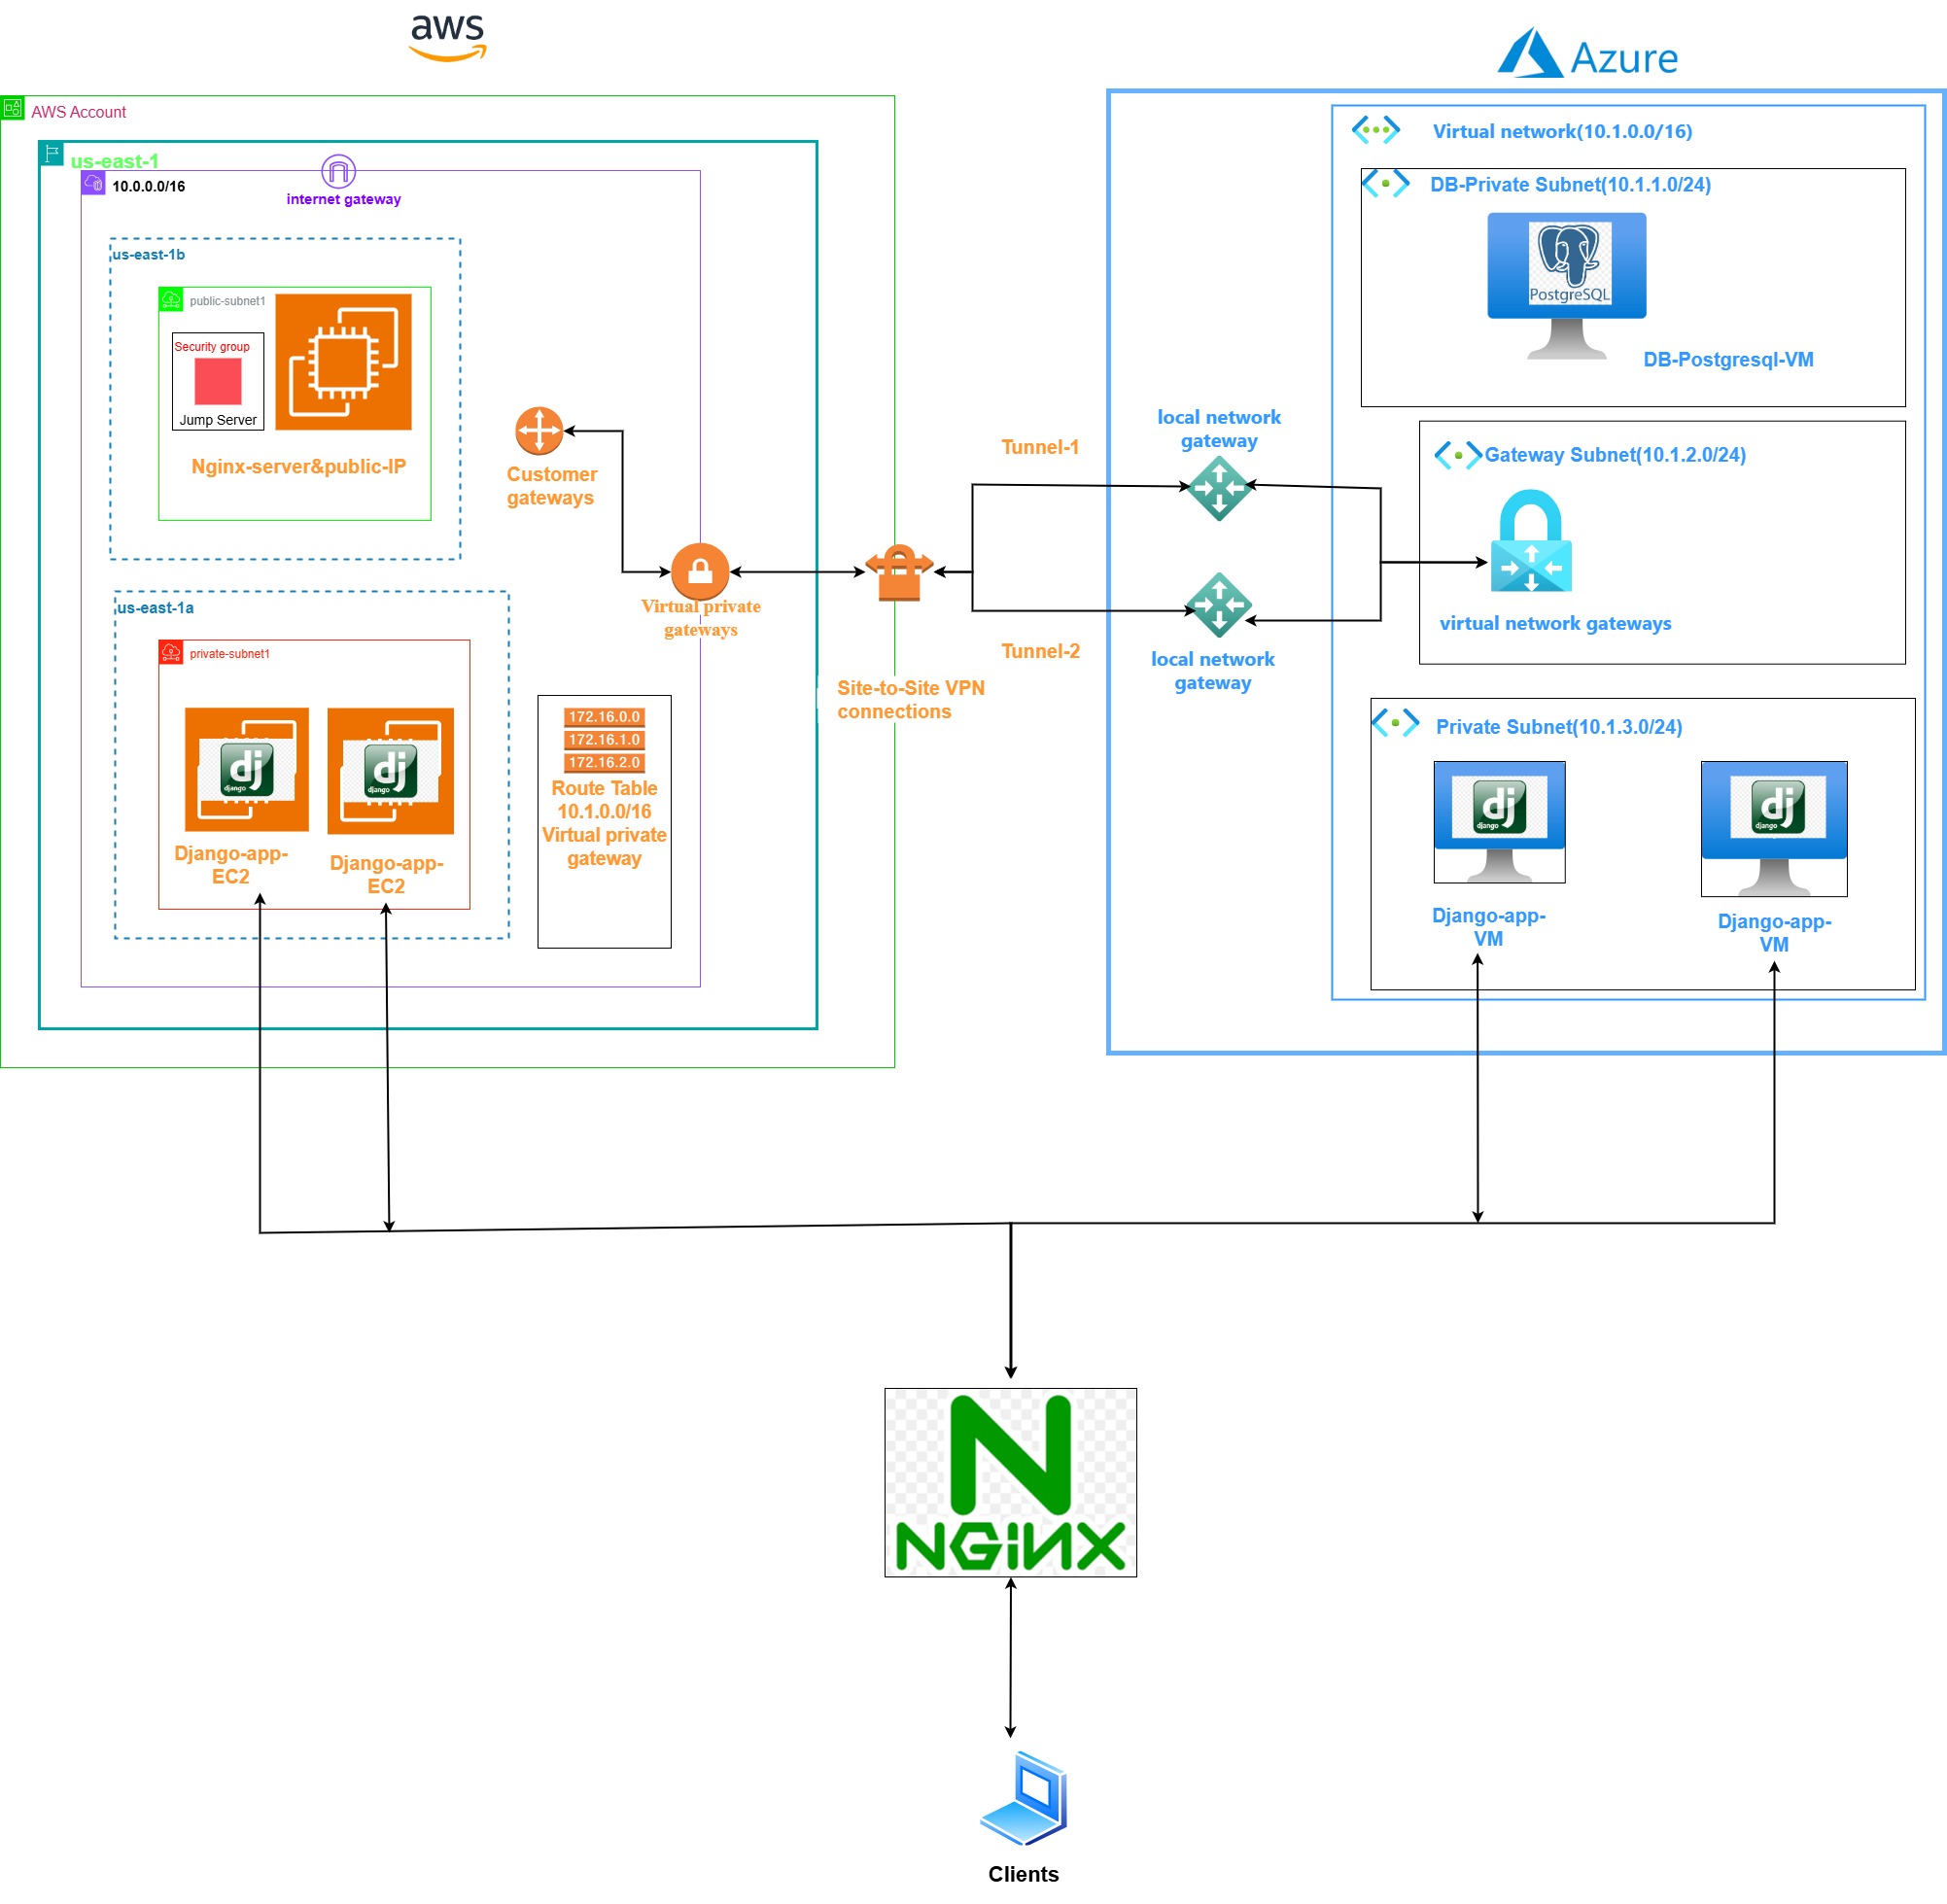 aws
Azure
AWS Account
us-east-1
10.0.0.0/16
internet gateway
us-east-1b
public-subnet1
Security group
Jump Server
Nginx-server&public-IP
Customer
gateways
Virtual private
gateways
us-east-1a
private-subnet1
dj
django
dj
django
Django-app-
EC2
Django-app-
EC2
172.16.0.0
172.16.1.0
172.16.2.0
Route Table
10.1.0.0/16
Virtual private
gateway
Site-to-Site VPN
connections
Tunnel-1
Tunnel-2
local network
gateway
local network
gateway
Virtual network(10.1.0.0/16)
DB-Private Subnet(10.1.1.0/24)
PostgreSQL
DB-Postgresql-VM
Gateway Subnet(10.1.2.0/24)
virtual network gateways
Private Subnet(10.1.3.0/24)
dj
django
dj
django
Django-app-
VM
Django-app-
VM
N
NGiNX
Clients